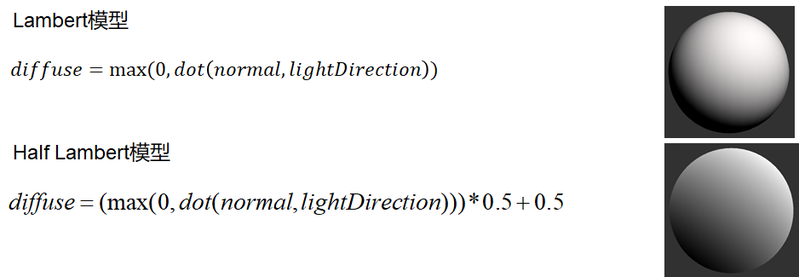 Lambert模型
diffuse = max(0, dot(normal, lightDirection))
Half Lambert模型
diffuse = (max(0, dot(normal, lightDirection)))*0.5+0.5